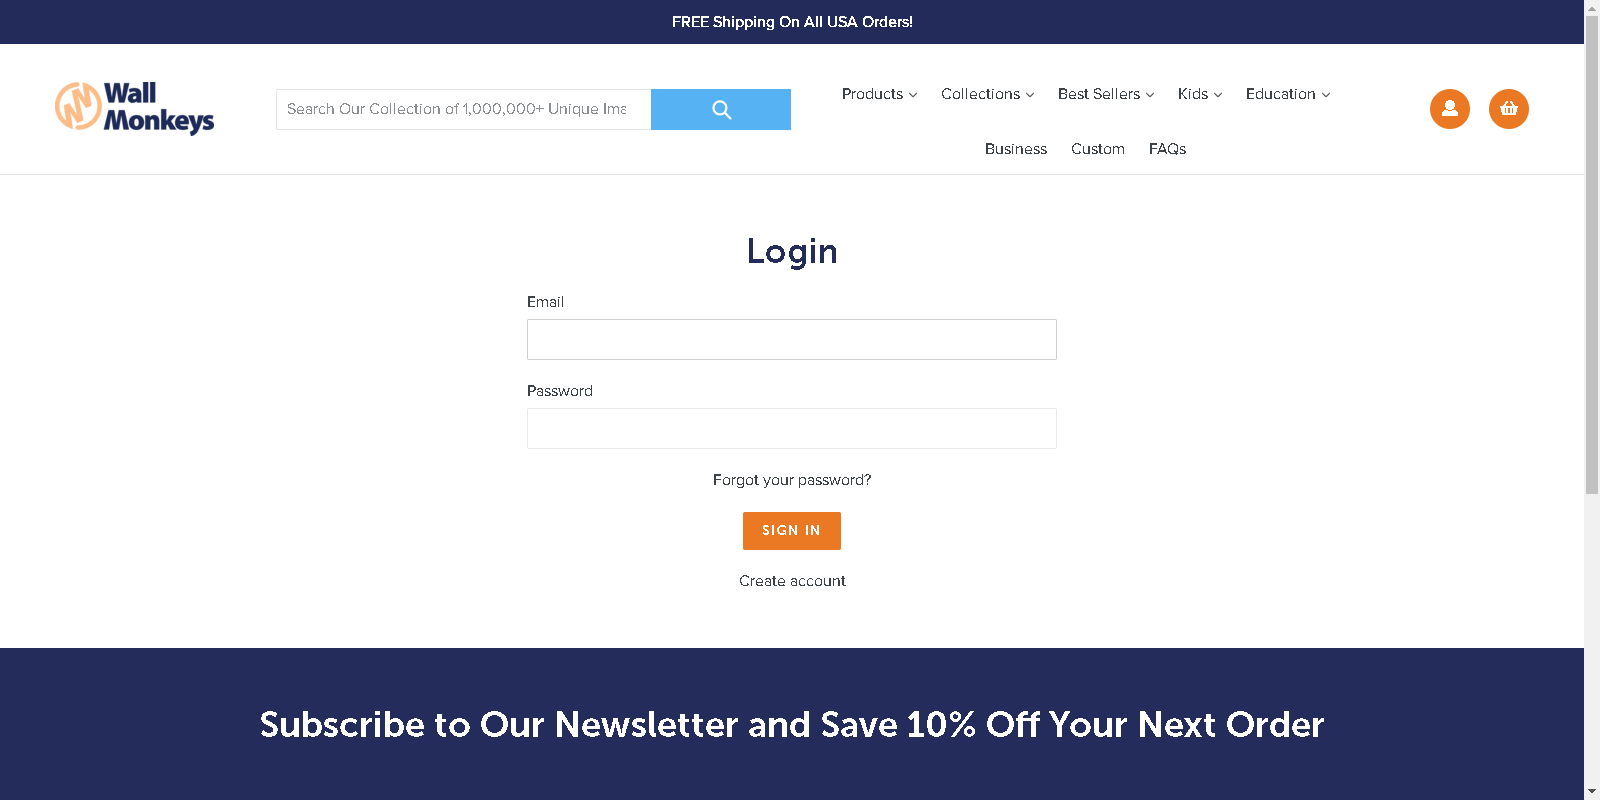 FREE Shipping On All USA Orders!
Wall
Monkeys
Search Our Collection of 1,000,000+ Unique Ima
Products
Collections
Best Sellers
Kids
Education
Business
Custom
FAQs
Login
Email
Password
Forgot your password?
SIGN IN
Create account
Subscribe to Our Newsletter and Save 10% Off Your Next Order